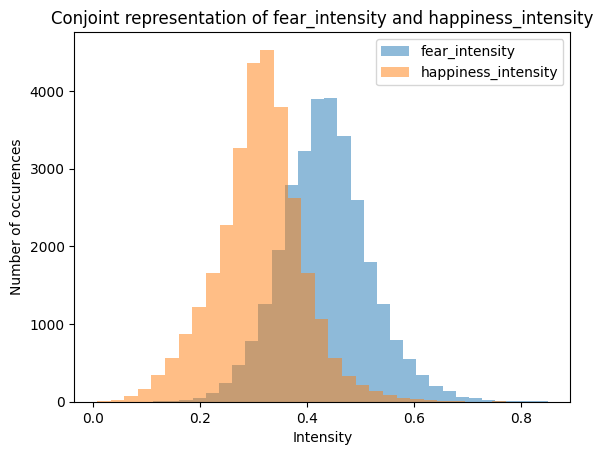 Conjoint representation of fear_intensity and happiness_intensity
fear_intensity
happiness_intensity
Number of occurences
4000
3000
2000
1000
0
0.0 0.2 0.4 0.6 0.8
Intensity